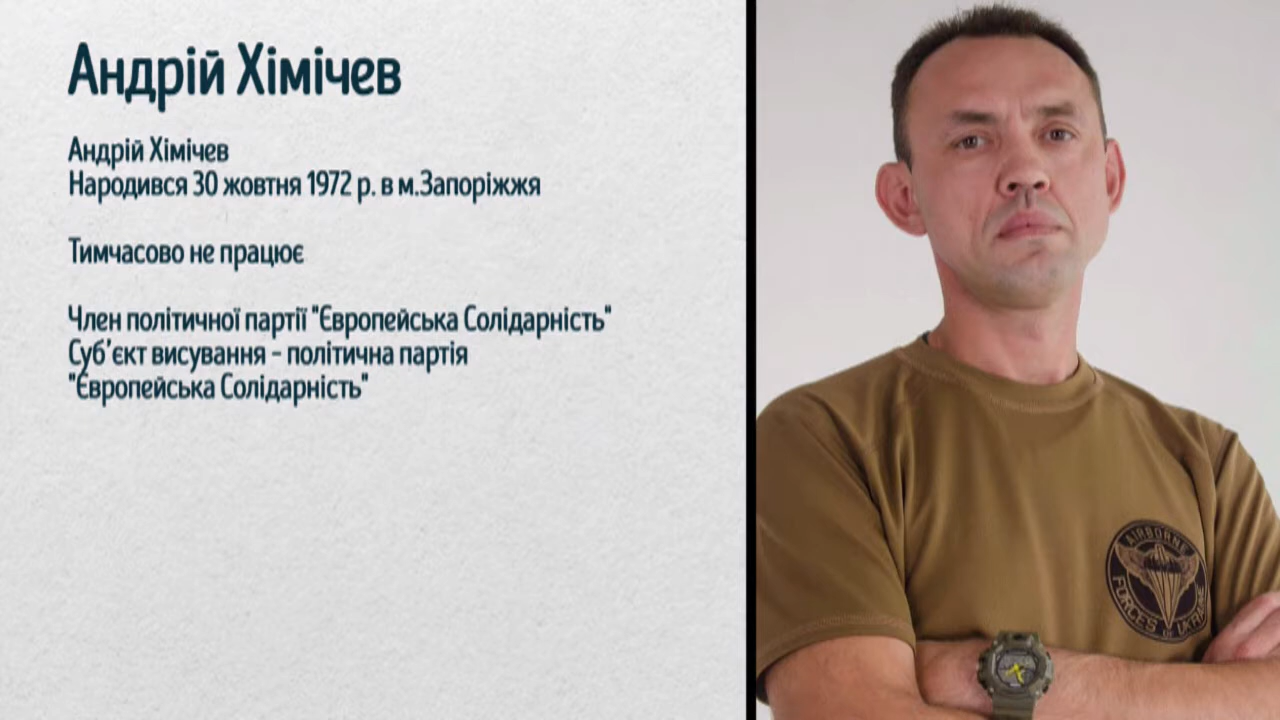 Андрій Хімічев
Андрій Хімічев
Народився 30 жовтня 1972 р. в м.Запоріжжя
Тимчасово не працює
Член політичної партії "Європейська Солідарність"
Суб'єкт висування - політична партія
"Європейська Солідарність"
AIRBORNE
FORCES OF UKRAINE